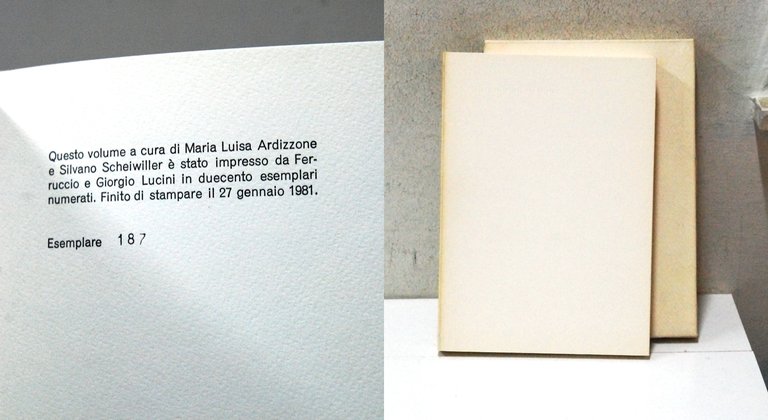 Questo volume a cura di Maria Luisa Ardizzone
e Silvano Scheiwiller è stato impresso da Fer-
ruccio e Giorgio Lucini in duecento esemplari
numerati. Finito di stampare il 27 gennaio 1981.
Esemplare 187